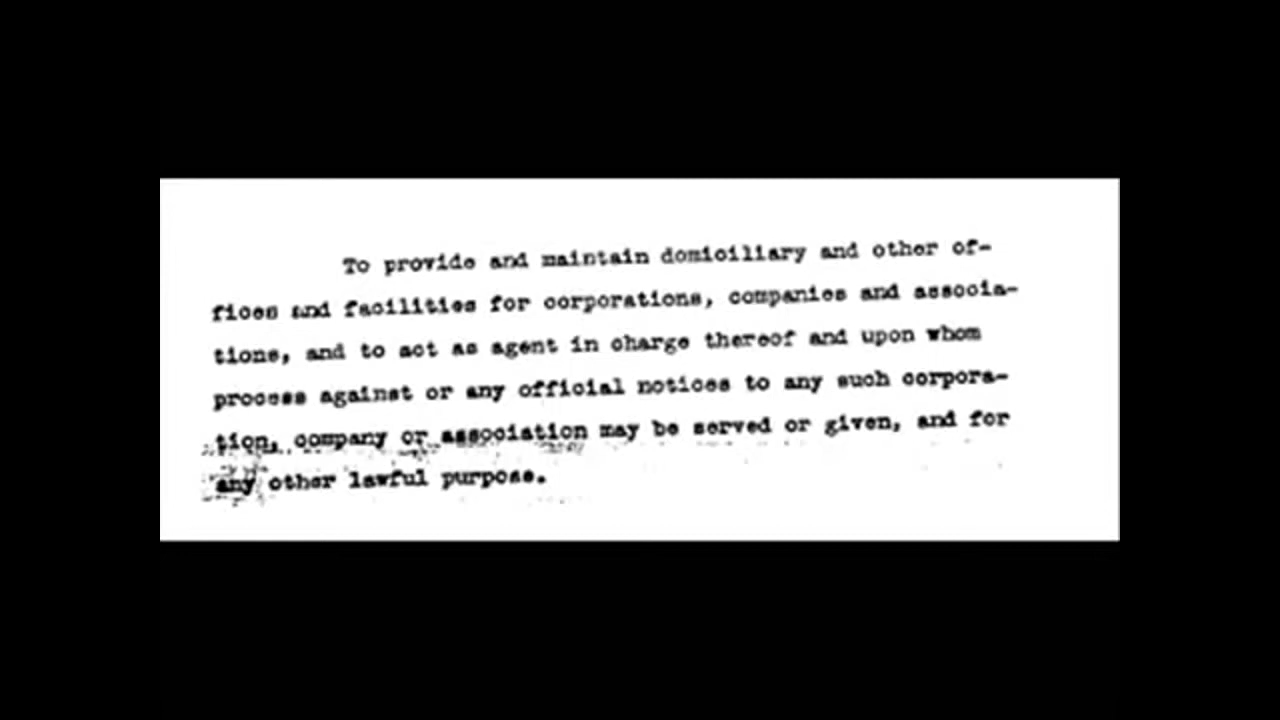 To provide and maintain domiciliary and other of-
fices and facilities for corporations, companies and associa-
tions, and to act as agent in charge thereof and upon whom
process against or any official notices to any such corpora-
tion, company or association may be served or given, and for
any other lawful purpose.